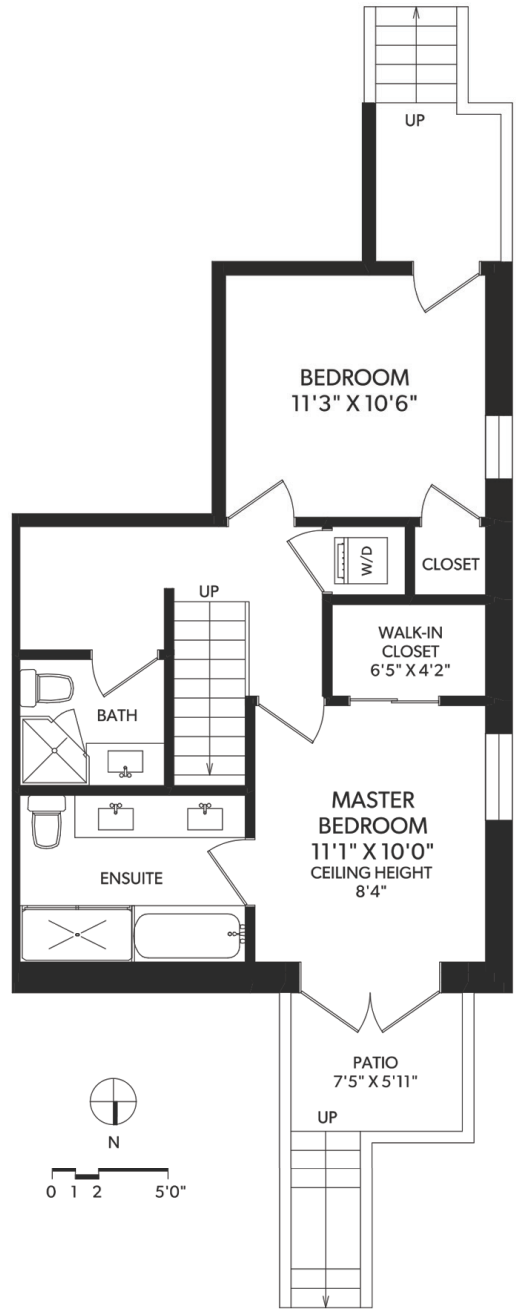 UP
BEDROOM
11'3" X 10'6"
W/D
CLOSET
UP
WALK-IN
CLOSET
6'5" X 4'2"
BATH
MASTER
BEDROOM
11'1" X 10'0"
CEILING HEIGHT
8'4"
ENSUITE
PATIO
7'5" X 5'11"
UP
N
0 1 2 5'0"